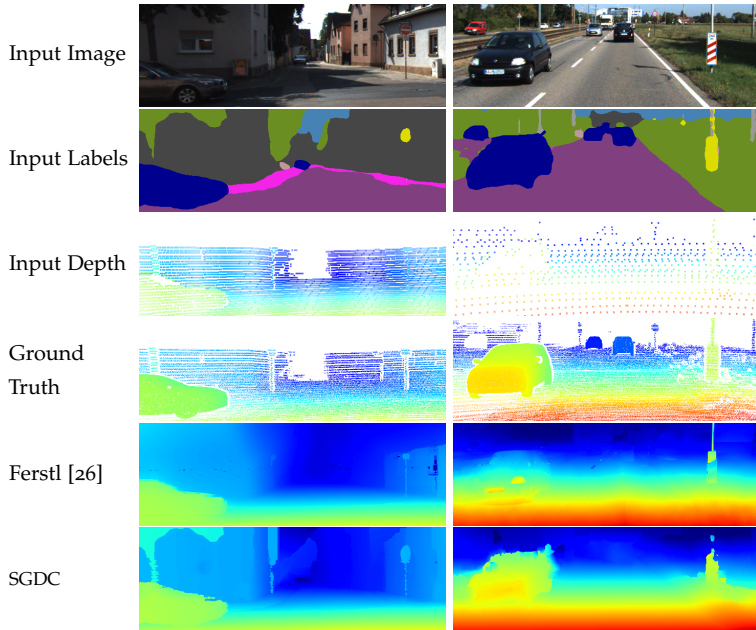 Input Image
Input Labels
Input Depth
Ground
Truth
Ferstl [26]
SGDC